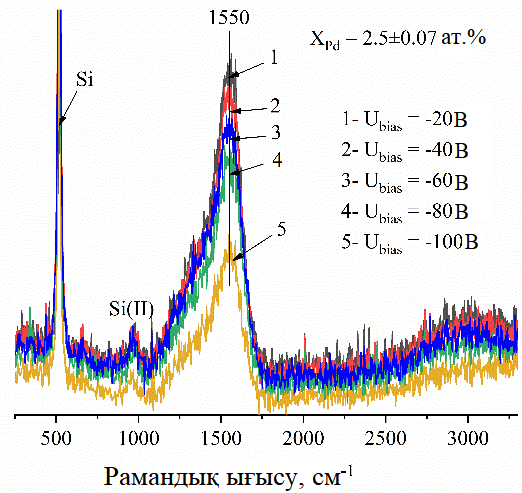 1550
X_Pd – 2.5±0.07 ат.%
Si
1
2
3
4
5
1- U_bias = -20В
2- U_bias = -40В
3- U_bias = -60В
4- U_bias = -80В
5- U_bias = -100В
Si(II)
500 1000 1500 2000 2500 3000
Рамандық ығысу, см⁻¹